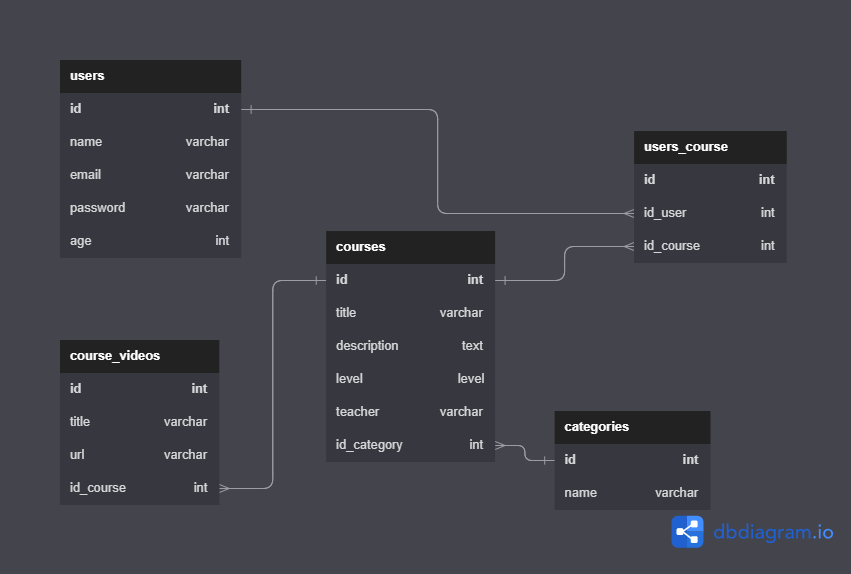 users
id int
name varchar
email varchar
password varchar
age int
users_course
id int
id_user int
id_course int
courses
id int
title varchar
description text
level level
teacher varchar
id_category int
course_videos
id int
title varchar
url varchar
id_course int
categories
id int
name varchar
dbdiagram.io